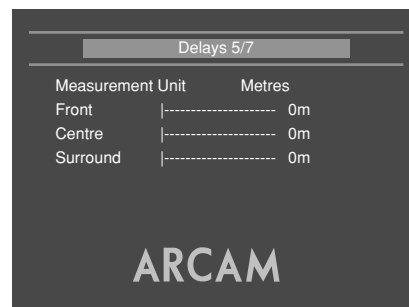 Delays 5/7
Measurement Unit Metres
Front |--------------------- 0m
Centre |--------------------- 0m
Surround |--------------------- 0m
ARCAM